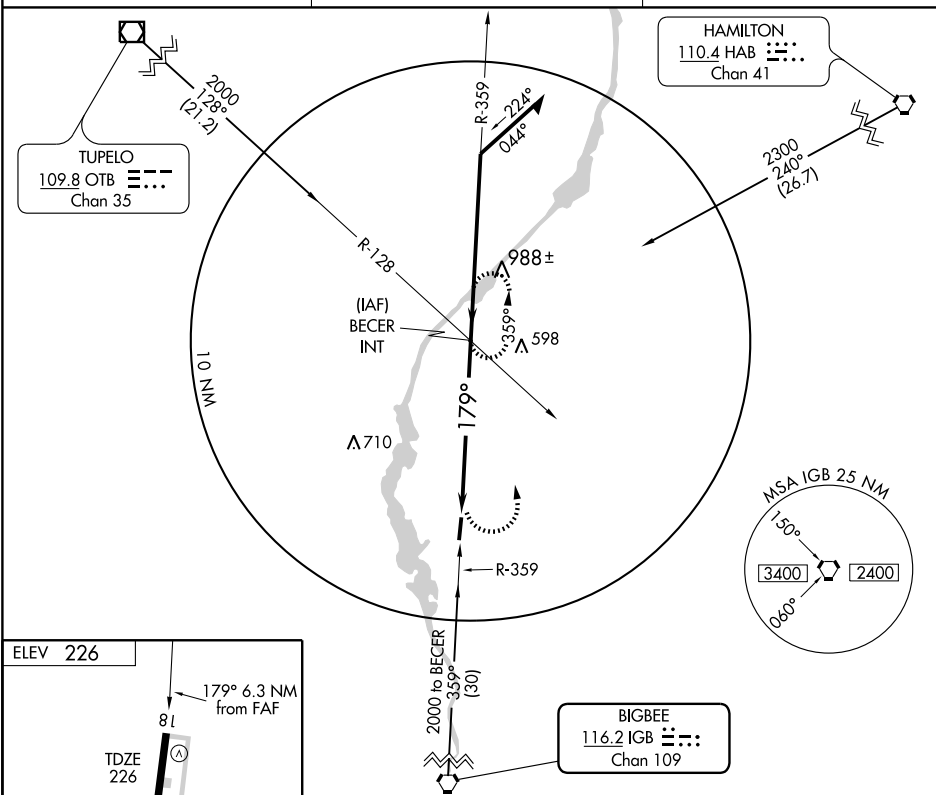 HAMILTON
110.4 HAB
Chan 41
2000
128°
(21.2)
R-359
224°
044°
TUPELO
109.8 OTB
Chan 35
2300
240°
(26.7)
R-128
988±
(IAF)
BECER
INT
359°
598
10 NM
179°
710
MSA IGB 25 NM
150°
3400
2400
060°
R-359
ELEV 226
179° 6.3 NM
from FAF
18
TDZE
226
2000 to BECER
359°
(30)
BIGBEE
116.2 IGB
Chan 109